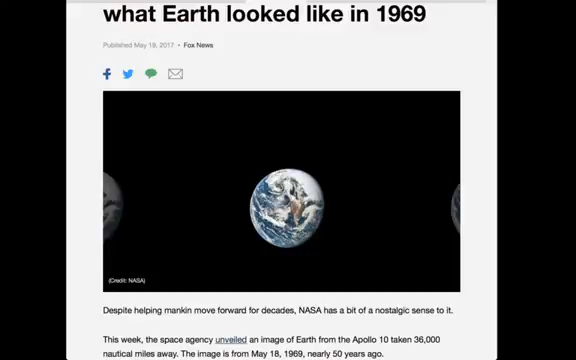 what Earth looked like in 1969
Published May 19, 2017 • Fox News
(Credit: NASA)
Despite helping mankin move forward for decades, NASA has a bit of a nostalgic sense to it.
This week, the space agency unveiled an image of Earth from the Apollo 10 taken 36,000
nautical miles away. The image is from May 18, 1969, nearly 50 years ago.